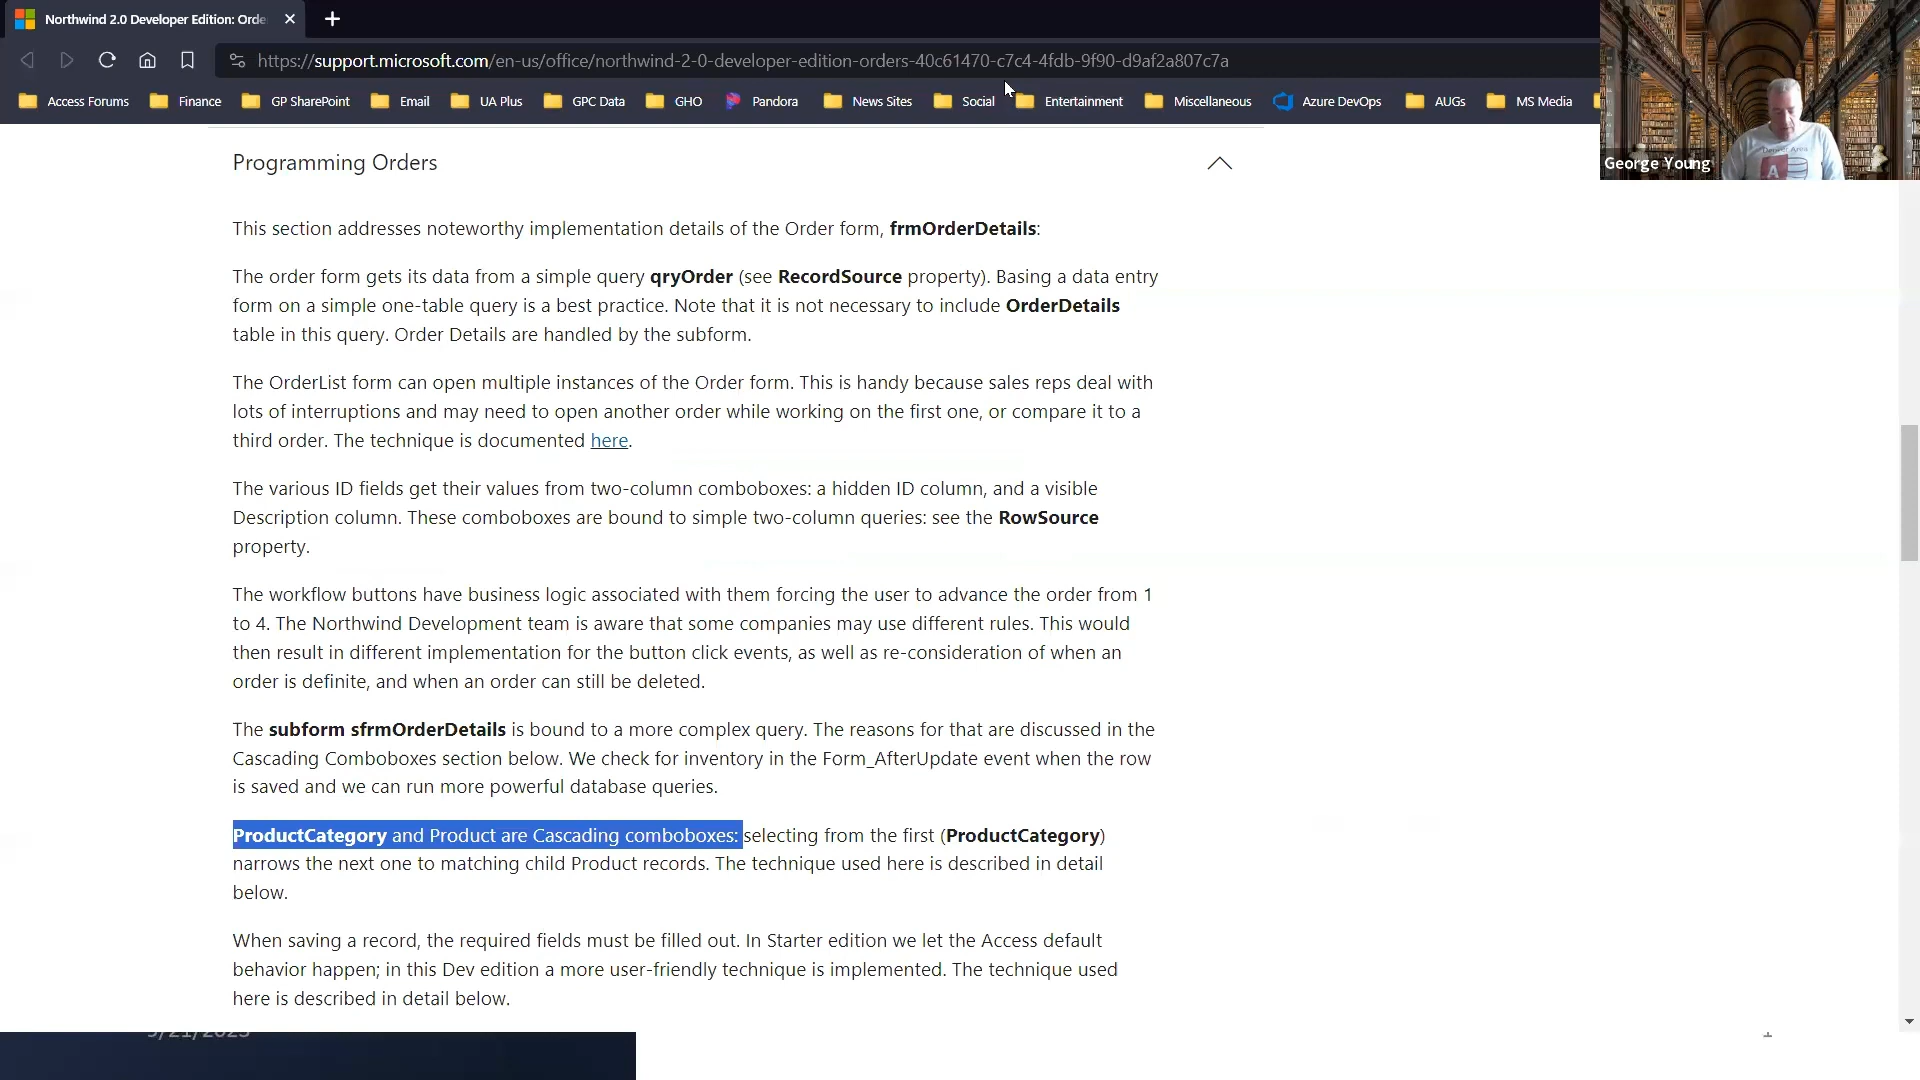 Northwind 2.0 Developer Edition: Orde
https://support.microsoft.com/en-us/office/northwind-2-0-developer-edition-orders-40c61470-c7c4-4fdb-9f90-d9af2a807c7a
Access Forums Finance GP SharePoint Email UA Plus GPC Data GHO Pandora News Sites Social Entertainment Miscellaneous Azure DevOps AUGs MS Media
George Young
Programming Orders
This section addresses noteworthy implementation details of the Order form, frmOrderDetails:
The order form gets its data from a simple query qryOrder (see RecordSource property). Basing a data entry
form on a simple one-table query is a best practice. Note that it is not necessary to include OrderDetails
table in this query. Order Details are handled by the subform.
The OrderList form can open multiple instances of the Order form. This is handy because sales reps deal with
lots of interruptions and may need to open another order while working on the first one, or compare it to a
third order. The technique is documented here.
The various ID fields get their values from two-column comboboxes: a hidden ID column, and a visible
Description column. These comboboxes are bound to simple two-column queries: see the RowSource
property.
The workflow buttons have business logic associated with them forcing the user to advance the order from 1
to 4. The Northwind Development team is aware that some companies may use different rules. This would
then result in different implementation for the button click events, as well as re-consideration of when an
order is definite, and when an order can still be deleted.
The subform sfrmOrderDetails is bound to a more complex query. The reasons for that are discussed in the
Cascading Comboboxes section below. We check for inventory in the Form_AfterUpdate event when the row
is saved and we can run more powerful database queries.
ProductCategory and Product are Cascading comboboxes: selecting from the first (ProductCategory)
narrows the next one to matching child Product records. The technique used here is described in detail
below.
When saving a record, the required fields must be filled out. In Starter edition we let the Access default
behavior happen; in this Dev edition a more user-friendly technique is implemented. The technique used
here is described in detail below.